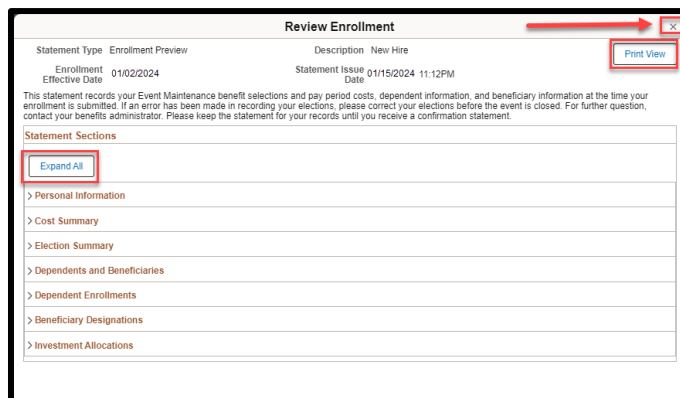 Review Enrollment
×
Statement Type Enrollment Preview Description New Hire
Print View
Enrollment Effective Date 01/02/2024 Statement Issue Date 01/15/2024 11:12PM
This statement records your Event Maintenance benefit selections and pay period costs, dependent information, and beneficiary information at the time your
enrollment is submitted. If an error has been made in recording your elections, please correct your elections before the event is closed. For further question,
contact your benefits administrator. Please keep the statement for your records until you receive a confirmation statement.
Statement Sections
Expand All
Personal Information
Cost Summary
Election Summary
Dependents and Beneficiaries
Dependent Enrollments
Beneficiary Designations
Investment Allocations